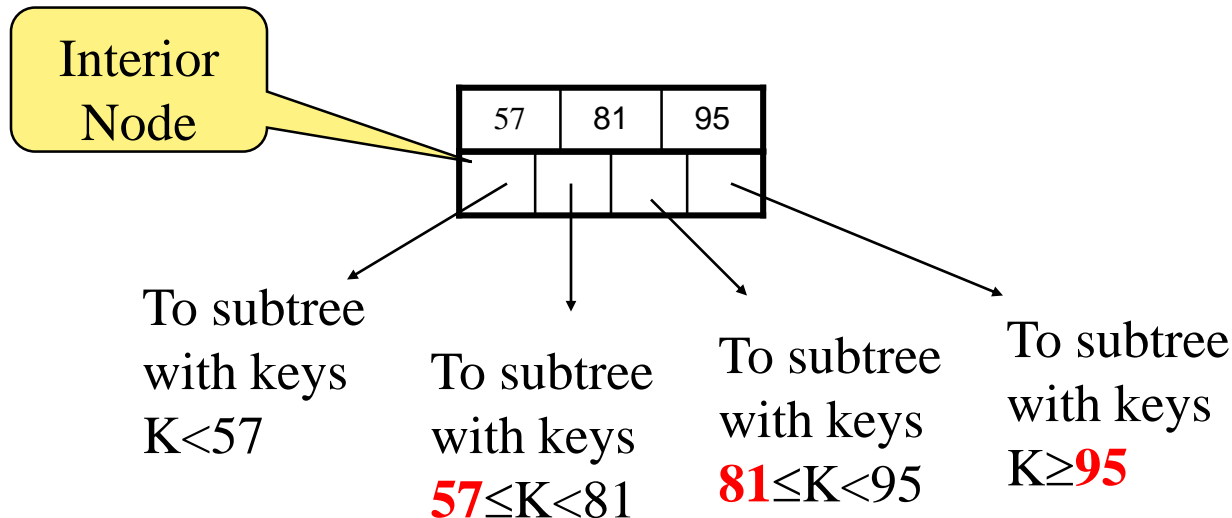 Interior
Node
57 81 95
To subtree
with keys
K<57
To subtree
with keys
57≤K<81
To subtree
with keys
81≤K<95
To subtree
with keys
K≥95